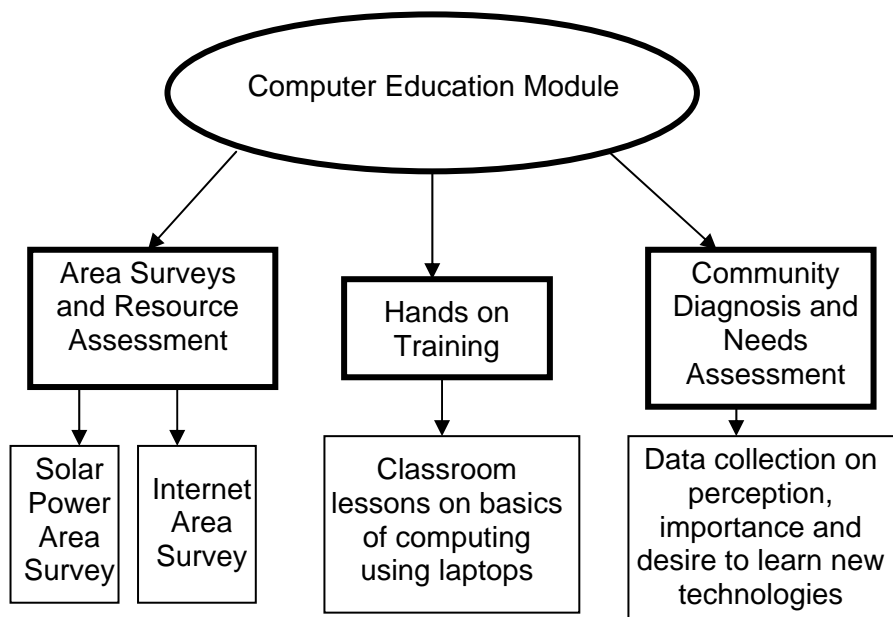 Computer Education Module
Area Surveys
and Resource
Assessment
Hands on
Training
Community
Diagnosis and
Needs
Assessment
Solar
Power
Area
Survey
Internet
Area
Survey
Classroom
lessons on basics
of computing
using laptops
Data collection on
perception,
importance and
desire to learn new
technologies